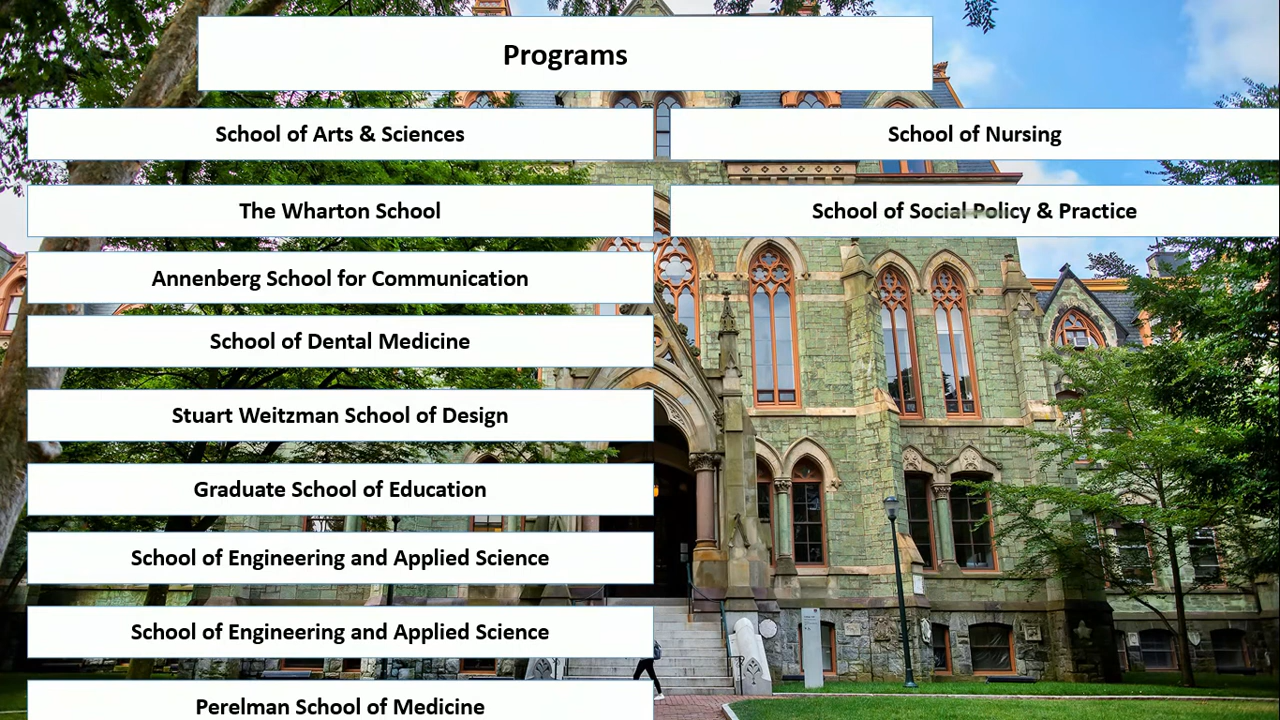 Programs
School of Arts & Sciences
The Wharton School
Annenberg School for Communication
School of Dental Medicine
Stuart Weitzman School of Design
Graduate School of Education
School of Engineering and Applied Science
School of Engineering and Applied Science
Perelman School of Medicine
School of Nursing
School of Social Policy & Practice